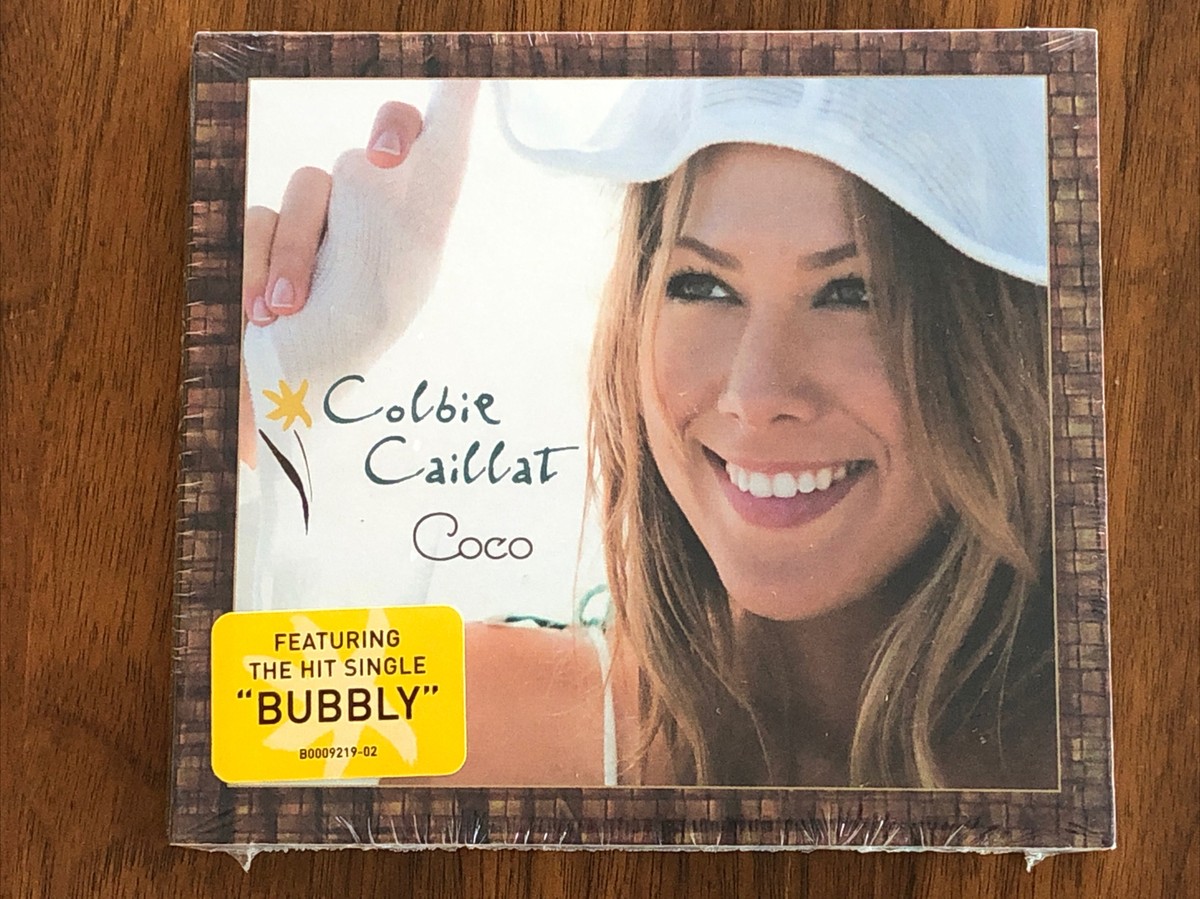 Colbie
Caillat
Coco
FEATURING
THE HIT SINGLE
“BUBBLY”
B0009219-02